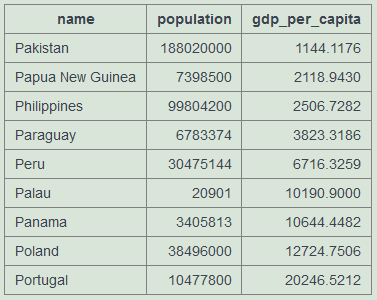 name population gdp_per_capita
Pakistan 188020000 1144.1176
Papua New Guinea 7398500 2118.9430
Philippines 99804200 2506.7282
Paraguay 6783374 3823.3186
Peru 30475144 6716.3259
Palau 20901 10190.9000
Panama 3405813 10644.4482
Poland 38496000 12724.7506
Portugal 10477800 20246.5212